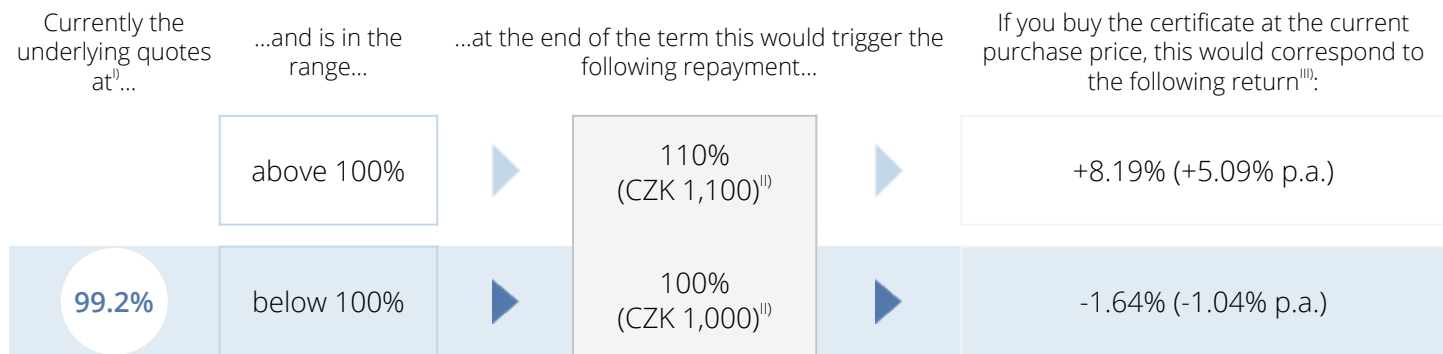 Currently the
underlying quotes
at^I)...
...and is in the
range...
...at the end of the term this would trigger the
following repayment...
If you buy the certificate at the current
purchase price, this would correspond to
the following return^III):
above 100%
110%
(CZK 1,100)^II)
+8.19% (+5.09% p.a.)
99.2%
below 100%
100%
(CZK 1,000)^II)
-1.64% (-1.04% p.a.)